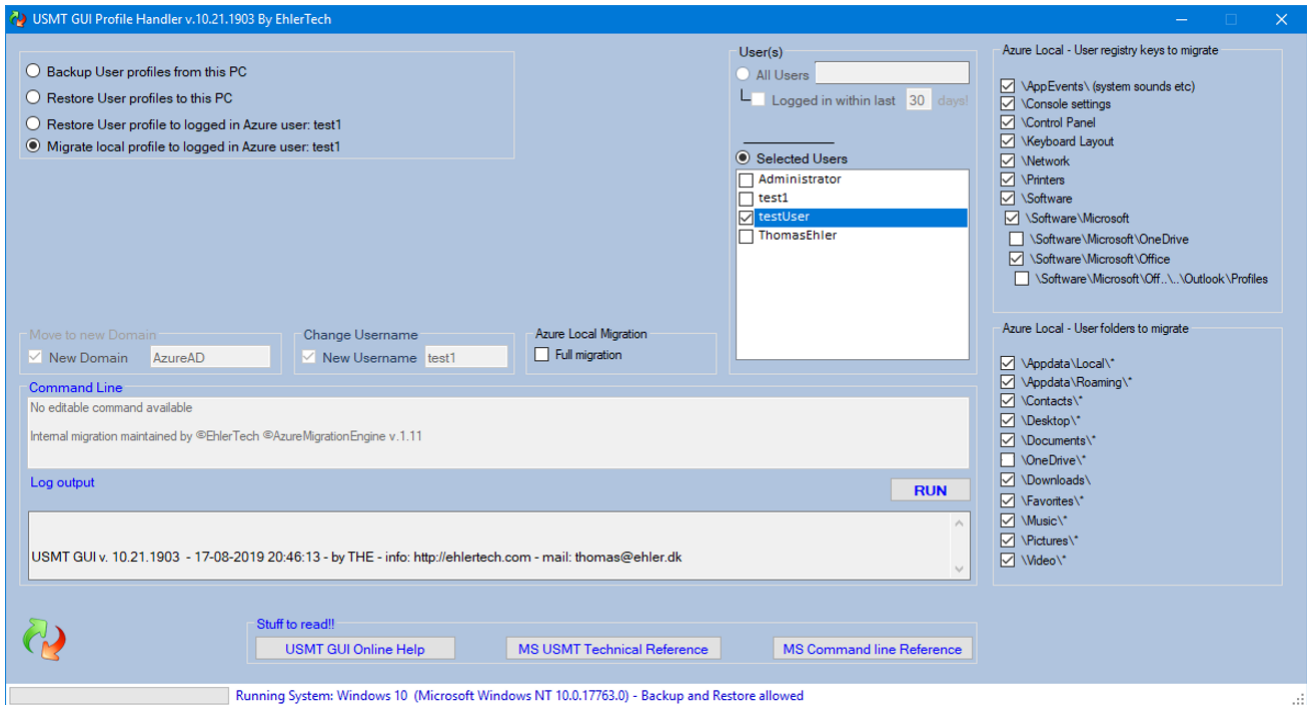 USMT GUI Profile Handler v.10.21.1903 By EhlerTech
Backup User profiles from this PC
Restore User profiles to this PC
Restore User profile to logged in Azure user: test1
Migrate local profile to logged in Azure user: test1
User(s)
All Users
Logged in within last 30 days!
Selected Users
Administrator
test1
testUser
ThomasEhler
Azure Local - User registry keys to migrate
\AppEvents\ (system sounds etc)
\Console settings
\Control Panel
\Keyboard Layout
\Network
\Printers
\Software
\Software\Microsoft
\Software\Microsoft\OneDrive
\Software\Microsoft\Office
\Software\Microsoft\Off..\..\Outlook\Profiles
Move to new Domain
New Domain AzureAD
Change Username
New Username test1
Azure Local Migration
Full migration
Azure Local - User folders to migrate
\Appdata\Local\*
\Appdata\Roaming\*
\Contacts\*
\Desktop\*
\Documents\*
\OneDrive\*
\Downloads\
\Favorites\*
\Music\*
\Pictures\*
\Video\*
Command Line
No editable command available
Internal migration maintained by ©EhlerTech ©AzureMigrationEngine v.1.11
Log output
RUN
USMT GUI v. 10.21.1903 - 17-08-2019 20:46:13 - by THE - info: http://ehlertech.com - mail: thomas@ehler.dk
Stuff to read!!
USMT GUI Online Help
MS USMT Technical Reference
MS Command line Reference
Running System: Windows 10 (Microsoft Windows NT 10.0.17763.0) - Backup and Restore allowed